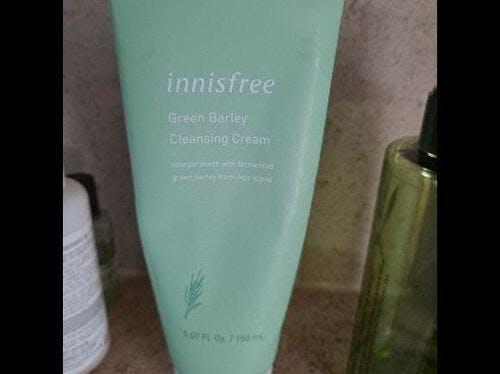 innisfree
Green Barley
Cleansing Cream
vinegar made with fermented
green barley from Jeju island
5.07 FL Oz. / 150 mL